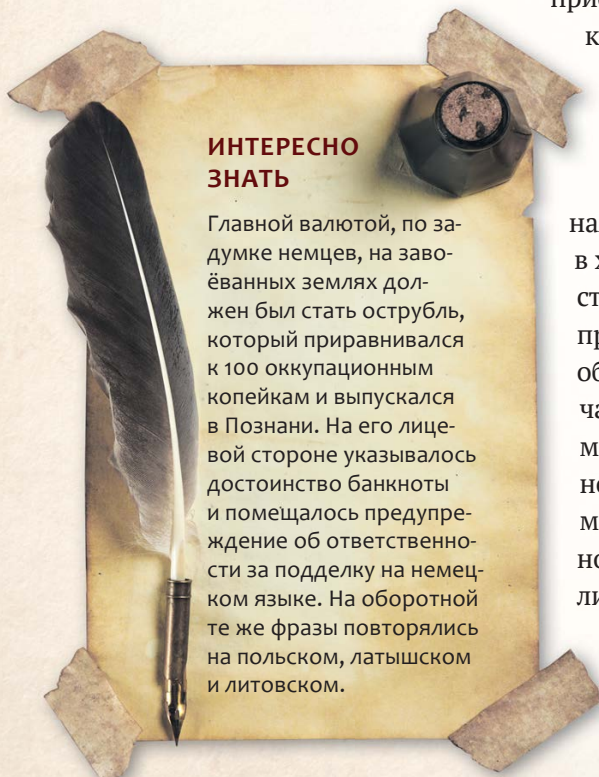 ИНТЕРЕСНО
ЗНАТЬ
Главной валютой, по за-
думке немцев, на заво-
ёванных землях дол-
жен был стать острубль,
который приравнивался
к 100 оккупационным
копейкам и выпускался
в Познани. На его лице-
вой стороне указывалось
достоинство банкноты
и помещалось предупре-
ждение об ответственно-
сти за подделку на немец-
ком языке. На оборотной
те же фразы повторялись
на польском, латышском
и литовском.